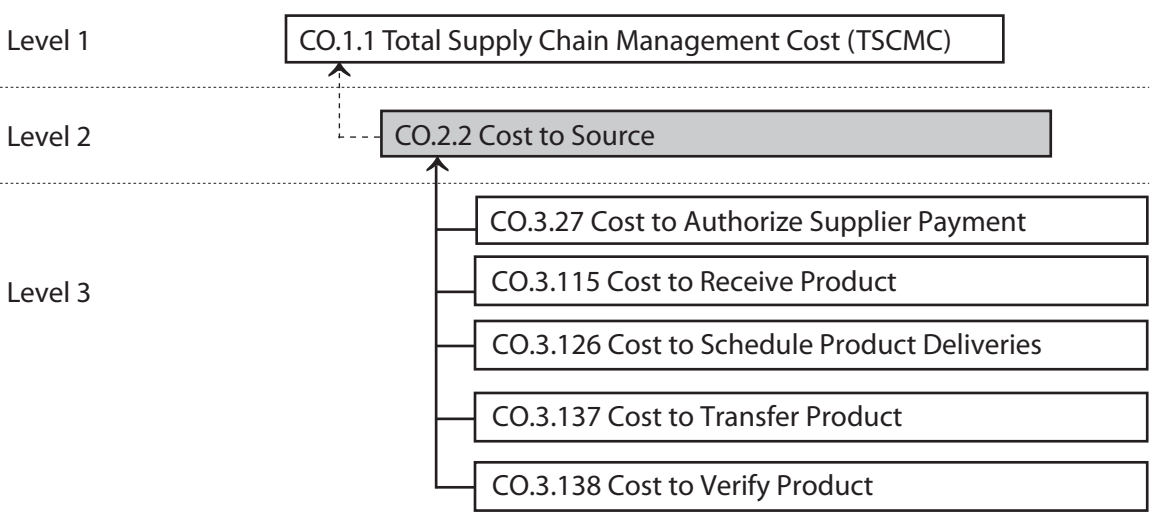 Level 1
CO.1.1 Total Supply Chain Management Cost (TSCMC)
Level 2
CO.2.2 Cost to Source
Level 3
CO.3.27 Cost to Authorize Supplier Payment
CO.3.115 Cost to Receive Product
CO.3.126 Cost to Schedule Product Deliveries
CO.3.137 Cost to Transfer Product
CO.3.138 Cost to Verify Product